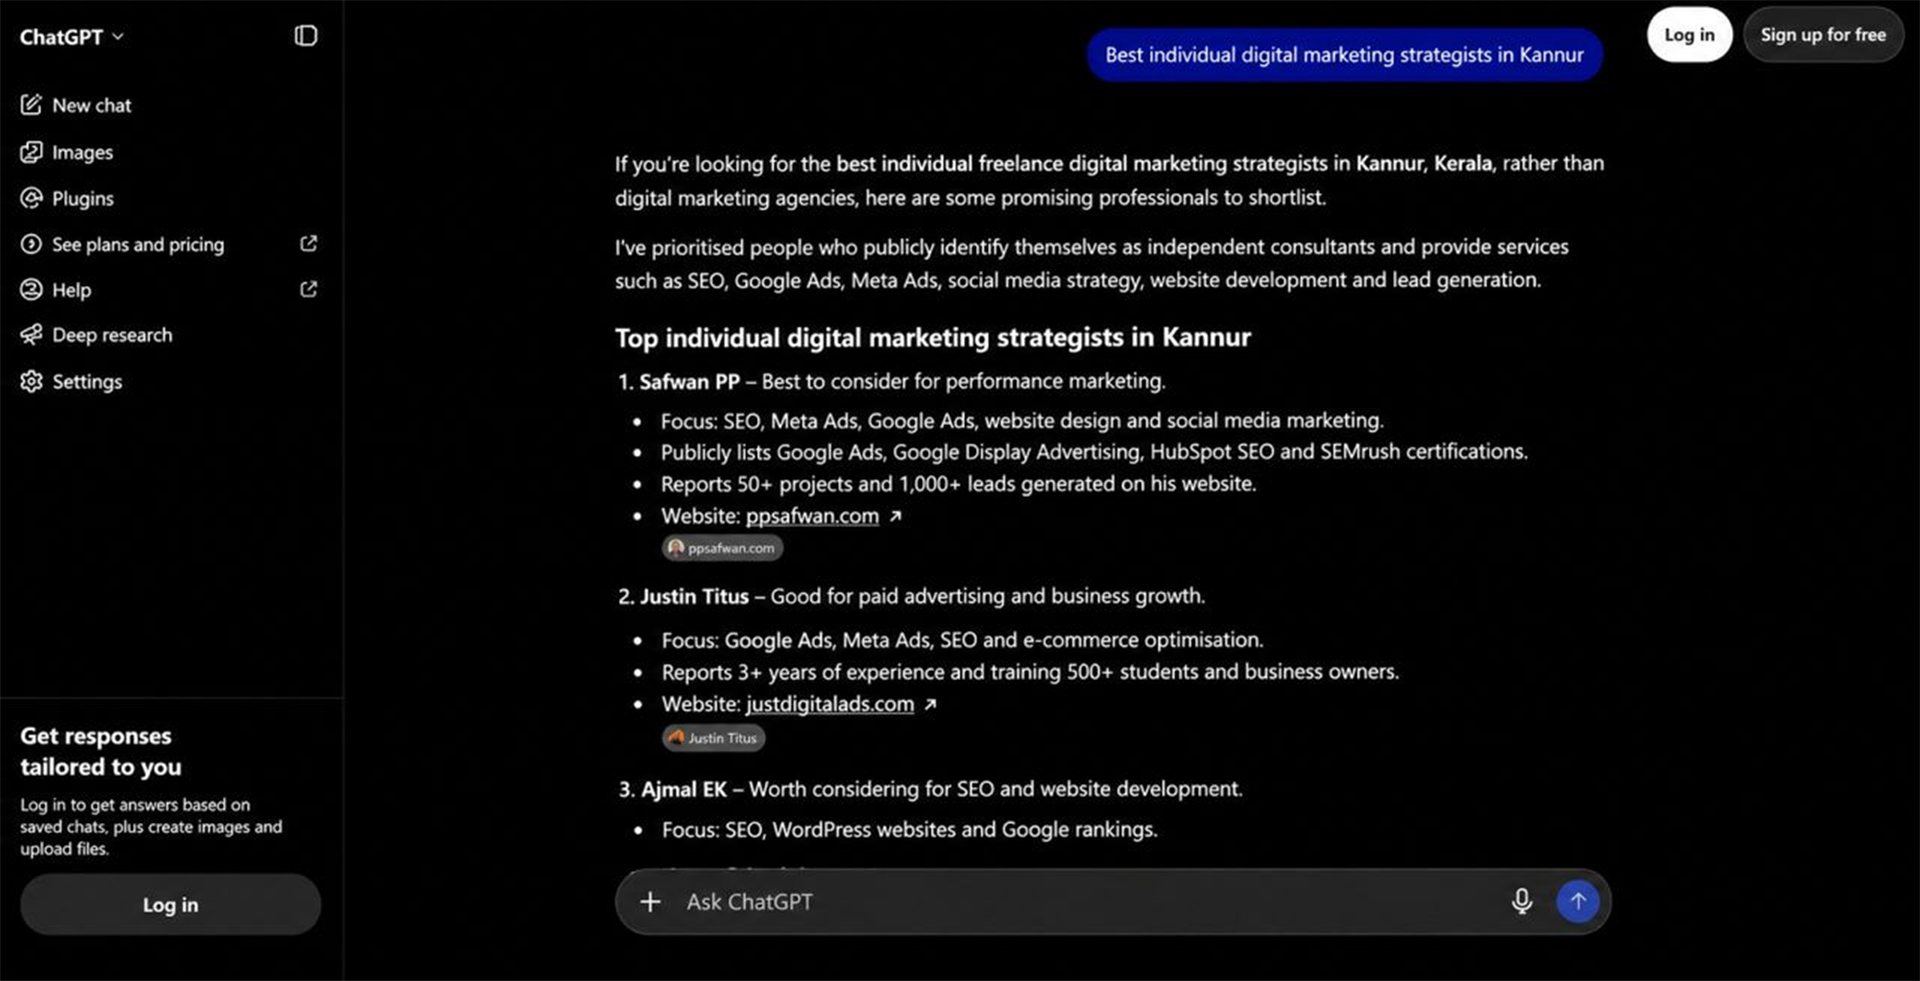 ChatGPT
New chat
Images
Plugins
See plans and pricing
Help
Deep research
Settings
Get responses
tailored to you
Log in to get answers based on
saved chats, plus create images and
upload files.
Log in
Best individual digital marketing strategists in Kannur
Log in
Sign up for free
If you're looking for the best individual freelance digital marketing strategists in Kannur, Kerala, rather than
digital marketing agencies, here are some promising professionals to shortlist.
I've prioritised people who publicly identify themselves as independent consultants and provide services
such as SEO, Google Ads, Meta Ads, social media strategy, website development and lead generation.
Top individual digital marketing strategists in Kannur
1. Safwan PP – Best to consider for performance marketing.
• Focus: SEO, Meta Ads, Google Ads, website design and social media marketing.
• Publicly lists Google Ads, Google Display Advertising, HubSpot SEO and SEMrush certifications.
• Reports 50+ projects and 1,000+ leads generated on his website.
• Website: ppsafwan.com ↗
ppsafwan.com
2. Justin Titus – Good for paid advertising and business growth.
• Focus: Google Ads, Meta Ads, SEO and e-commerce optimisation.
• Reports 3+ years of experience and training 500+ students and business owners.
• Website: justdigitalads.com ↗
Justin Titus
3. Ajmal EK – Worth considering for SEO and website development.
• Focus: SEO, WordPress websites and Google rankings.
Ask ChatGPT